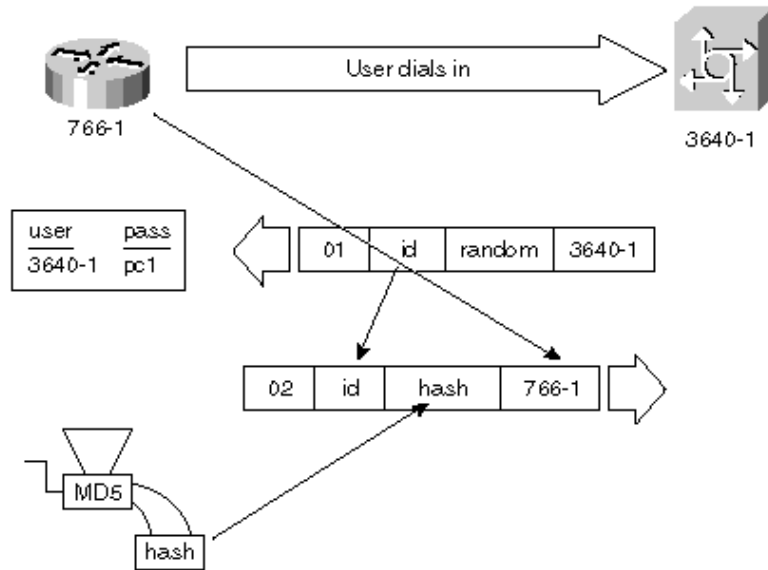 User dials in
766-1
3640-1
user pass
3640-1 pc1
01 id random 3640-1
02 id hash 766-1
MD5
hash